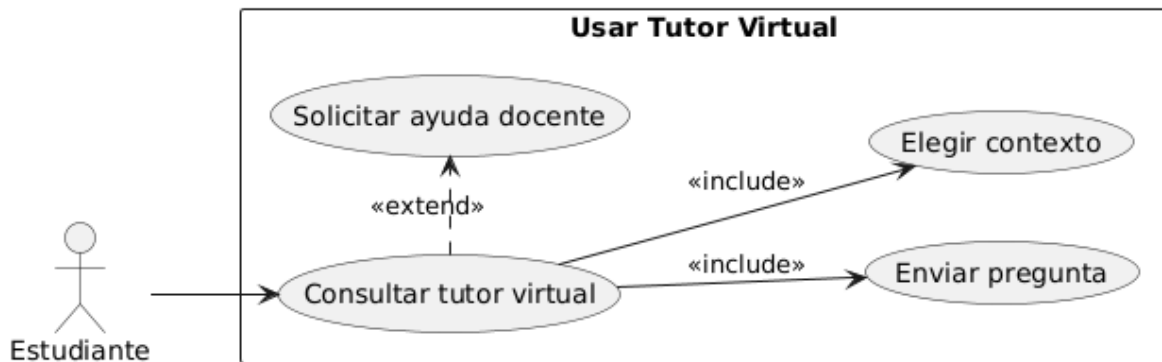 Usar Tutor Virtual
Solicitar ayuda docente
Elegir contexto
«include»
«extend»
«include»
Enviar pregunta
Consultar tutor virtual
Estudiante